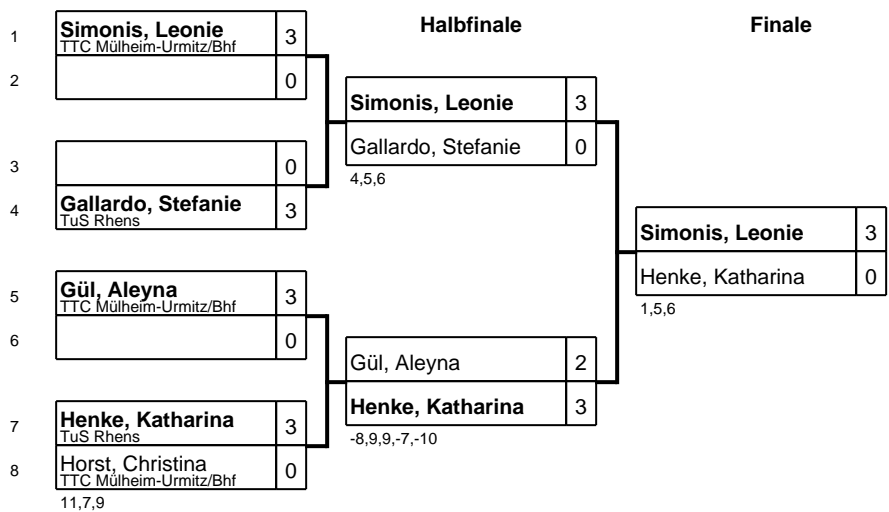 Halbfinale
Finale
1
Simonis, Leonie 3
TTC Mülheim-Urmitz/Bhf
2
0
3
0
4
Gallardo, Stefanie 3
TuS Rhens
5
Gül, Aleyna 3
TTC Mülheim-Urmitz/Bhf
6
0
7
Henke, Katharina 3
TuS Rhens
8
Horst, Christina 0
TTC Mülheim-Urmitz/Bhf
11,7,9
Simonis, Leonie 3
Gallardo, Stefanie 0
4,5,6
Gül, Aleyna 2
Henke, Katharina 3
-8,9,9,-7,-10
Simonis, Leonie 3
Henke, Katharina 0
1,5,6